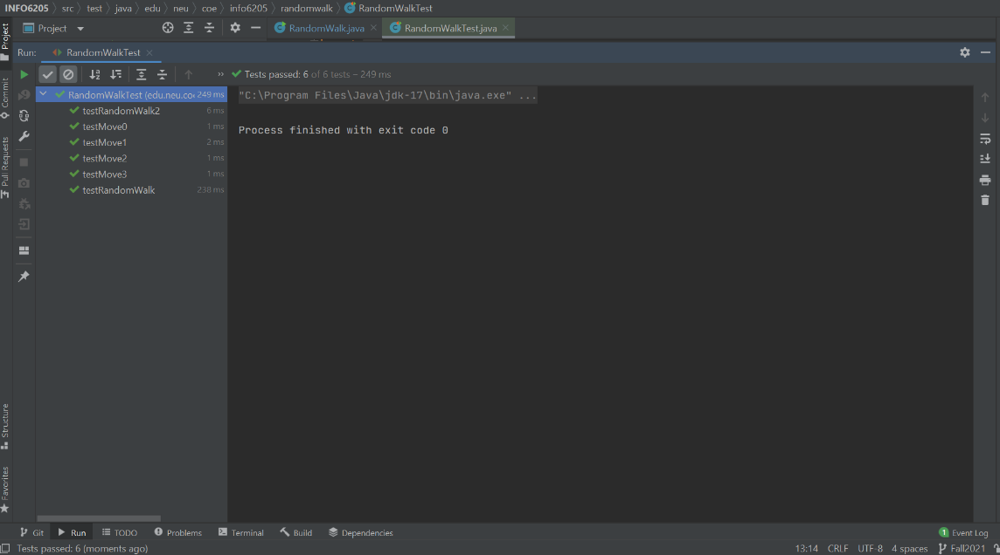 INFO6205 src test java edu neu coe info6205 randomwalk RandomWalkTest
Project RandomWalk.java RandomWalkTest.java
Run: RandomWalkTest
Tests passed: 6 of 6 tests – 249 ms
RandomWalkTest (edu.neu.co 249 ms
testRandomWalk2 6 ms
testMove0 1 ms
testMove1 2 ms
testMove2 1 ms
testMove3 1 ms
testRandomWalk 238 ms
"C:\Program Files\Java\jdk-17\bin\java.exe" ...
Process finished with exit code 0
Project
Commit
Pull Requests
Structure
Favorites
Git Run TODO Problems Terminal Build Dependencies 1 Event Log
Tests passed: 6 (moments ago) 13:14 CRLF UTF-8 4 spaces Fall2021